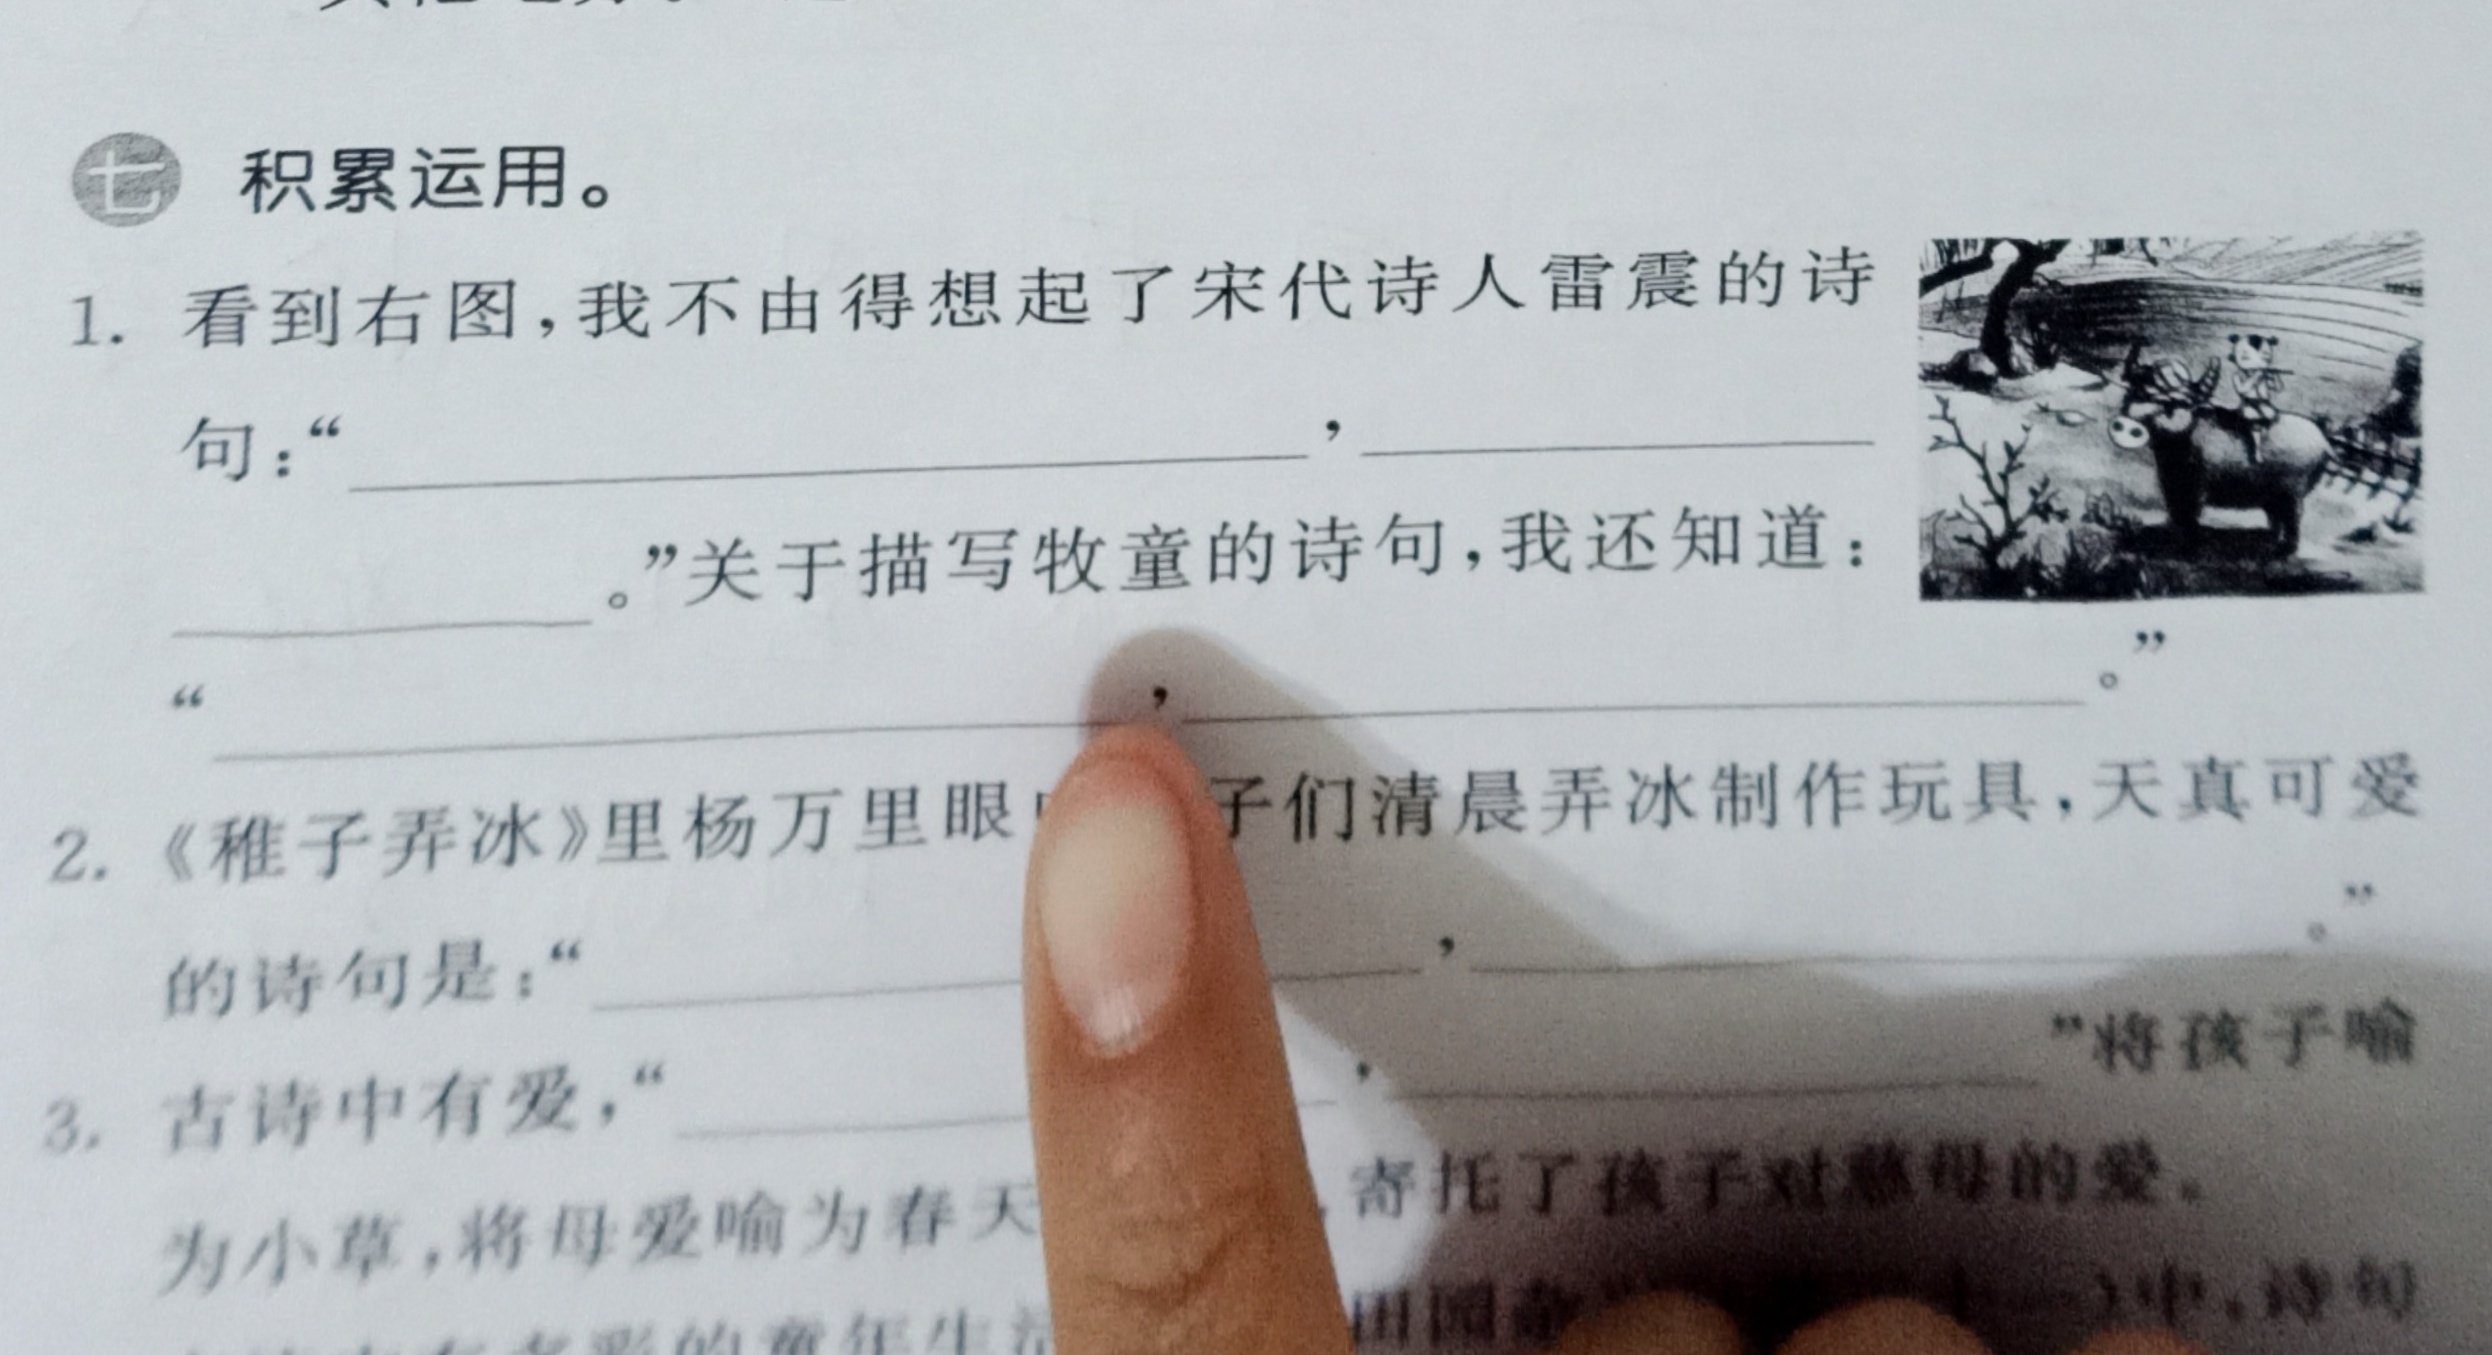 七 积累运用。
1. 看到右图，我不由得想起了宋代诗人雷震的诗
句：“，
。”关于描写牧童的诗句，我还知道：
“，。”
2. 《稚子弄冰》里杨万里眼子们清晨弄冰制作玩具，天真可爱
的诗句是：“，。”
3. 古诗中有爱，“，”将孩子喻
为小草，将母爱喻为春天，寄托了孩子对慈母的爱。
的童年生田园中，诗句